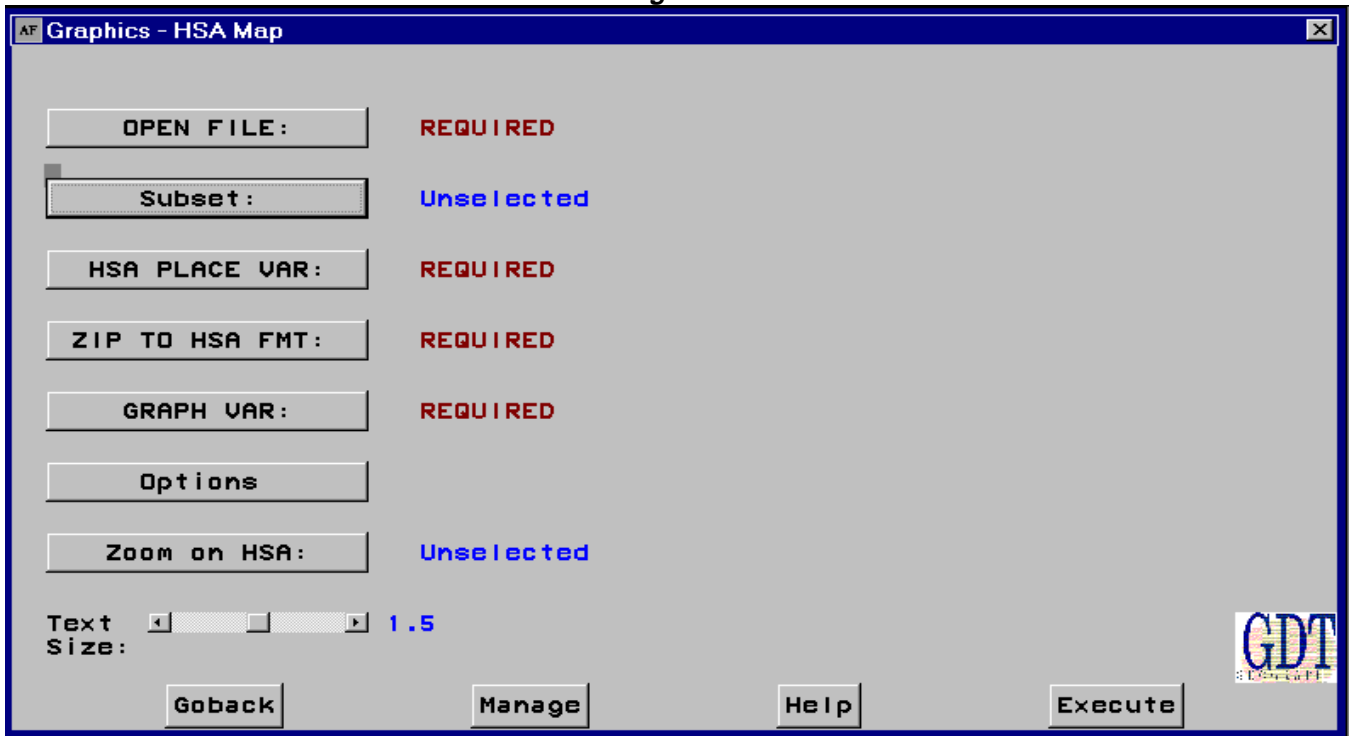 AF Graphics - HSA Map
OPEN FILE: REQUIRED
Subset: Unselected
HSA PLACE VAR: REQUIRED
ZIP TO HSA FMT: REQUIRED
GRAPH VAR: REQUIRED
Options
Zoom on HSA: Unselected
Text 1.5
Size:
GDT
Goback Manage Help Execute